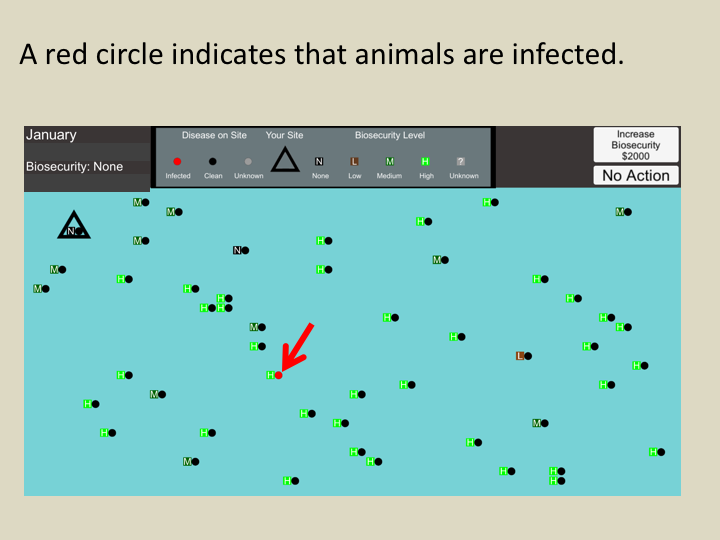 A red circle indicates that animals are infected.
January
Biosecurity: None
Disease on Site
Your Site
Biosecurity Level
N
L
M
H
?
Infected
Clean
Unknown
None
Low
Medium
High
Unknown
Increase
Biosecurity
$2000
No Action
M
H
M
M
H
N
M
H
N
M
M
H
H
H
M
H
H
H
H
H
H
H
M
M
H
H
H
H
L
H
H
H
H
H
M
H
H
H
H
M
H
H
H
H
H
M
H
H
H
H
H